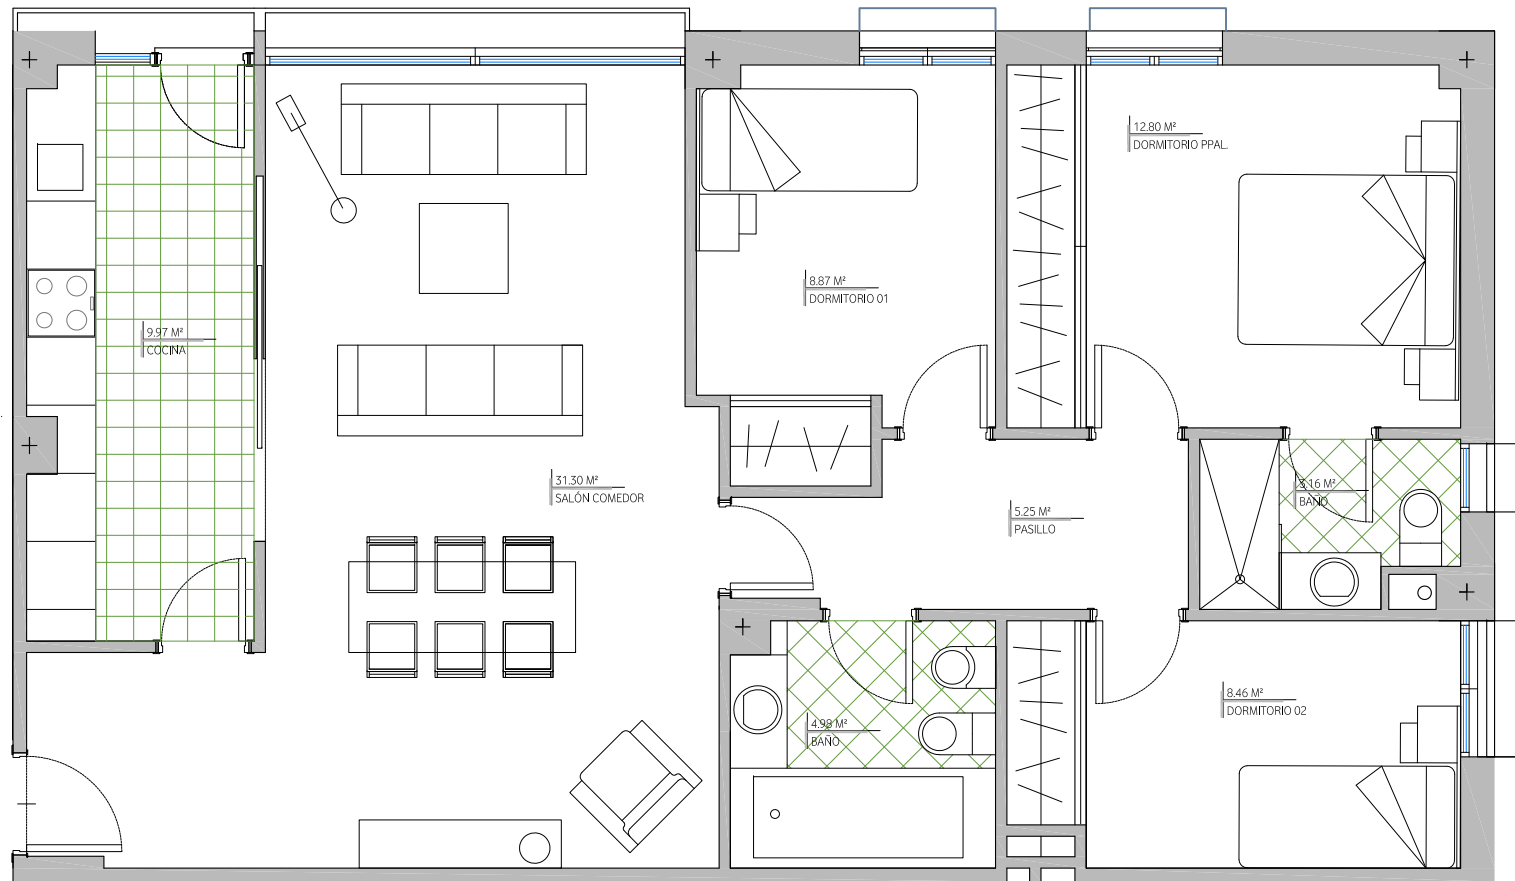 12.80 M²
DORMITORIO PPAL.
8.87 M²
DORMITORIO 01
9.97 M²
COCINA
31.30 M²
SALÓN COMEDOR
3.16 M²
BAÑO
5.25 M²
PASILLO
8.46 M²
DORMITORIO 02
4.98 M²
BAÑO